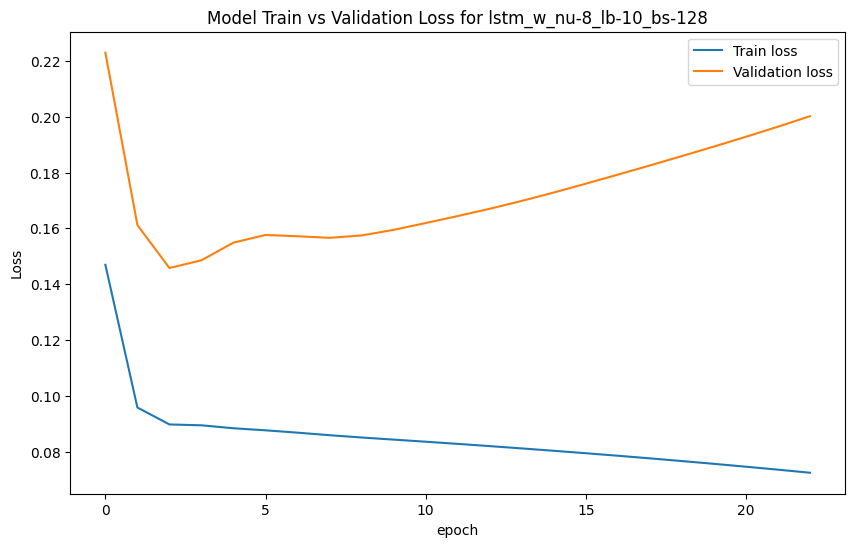 Model Train vs Validation Loss for lstm_w_nu-8_lb-10_bs-128
Train loss
Validation loss
0.22
0.20
0.18
0.16
0.14
0.12
0.10
0.08
Loss
0
5
10
15
20
epoch